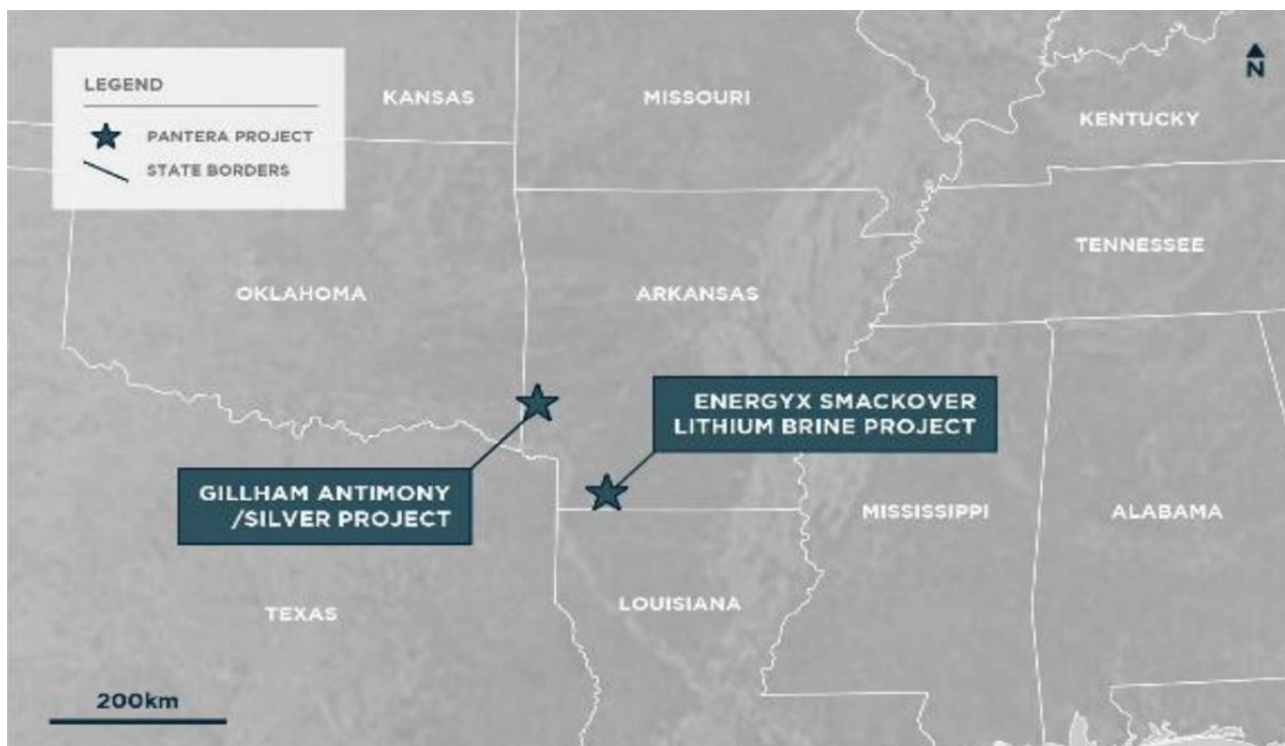 LEGEND
PANTERA PROJECT
STATE BORDERS
KANSAS
MISSOURI
N
KENTUCKY
TENNESSEE
OKLAHOMA
ARKANSAS
ENERGYX SMACKOVER
LITHIUM BRINE PROJECT
GILLHAM ANTIMONY
/SILVER PROJECT
MISSISSIPPI
ALABAMA
TEXAS
LOUISIANA
200km